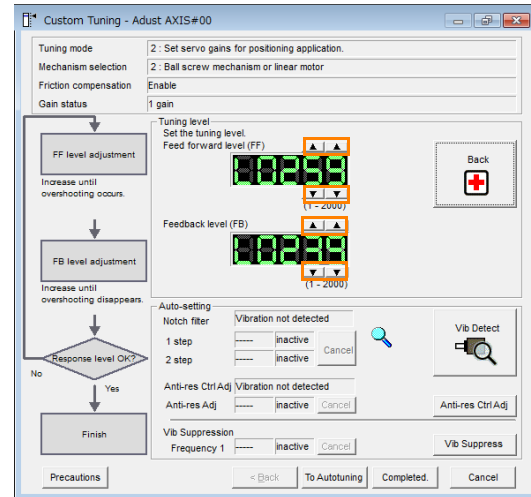 Custom Tuning - Adust AXIS#00
Tuning mode
2 : Set servo gains for positioning application.
Mechanism selection
2 : Ball screw mechanism or linear motor
Friction compensation
Enable
Gain status
1 gain
FF level adjustment
Increase until
overshooting occurs.
FB level adjustment
Increase until
overshooting disappears.
Response level OK?
No
Yes
Finish
Tuning level
Set the tuning level.
Feed forward level (FF)
(1 - 2000)
Feedback level (FB)
(1 - 2000)
Back
Auto-setting
Notch filter
Vibration not detected
1 step
-----
inactive
2 step
-----
inactive
Cancel
Vib Detect
Anti-res Ctrl Adj
Vibration not detected
Anti-res Adj
-----
inactive
Cancel
Anti-res Ctrl Adj
Vib Suppression
Frequency 1
-----
inactive
Cancel
Vib Suppress
Precautions
< Back
To Autotuning
Completed.
Cancel